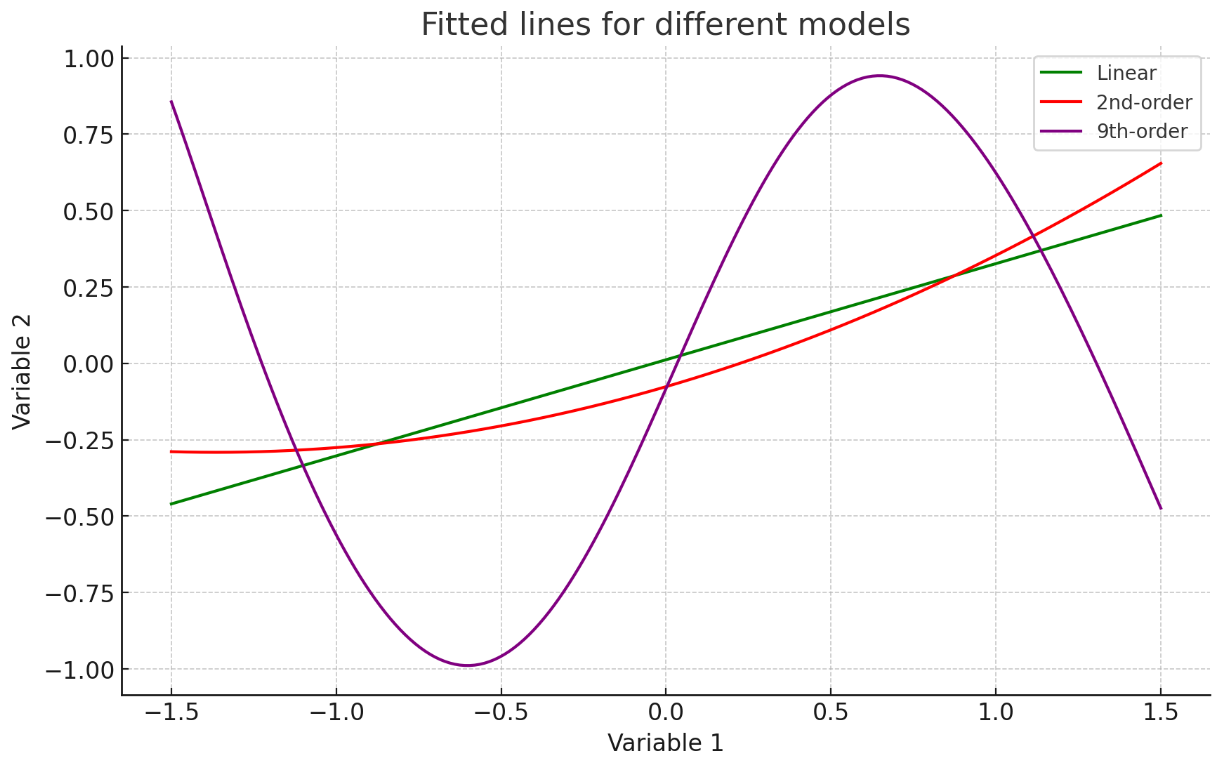 Fitted lines for different models
Linear
2nd-order
9th-order
1.00
0.75
0.50
0.25
0.00
−0.25
−0.50
−0.75
−1.00
Variable 2
−1.5
−1.0
−0.5
0.0
0.5
1.0
1.5
Variable 1